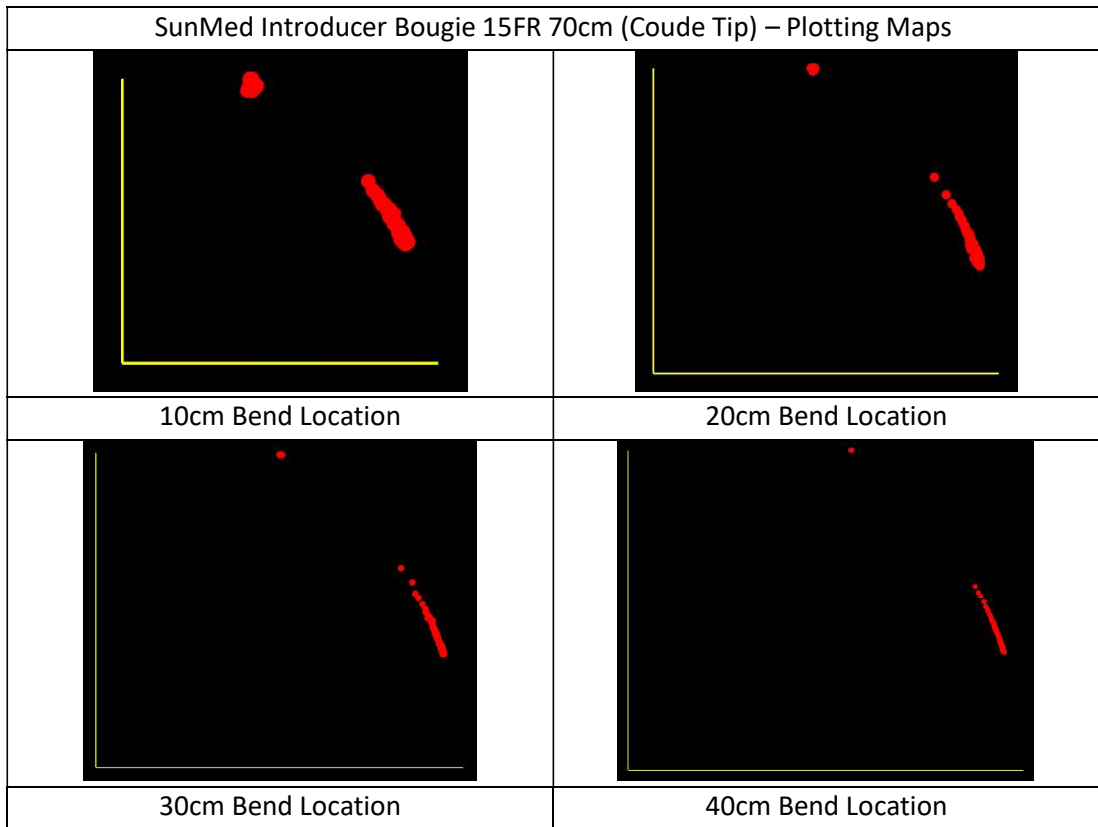 SunMed Introducer Bougie 15FR 70cm (Coude Tip) – Plotting Maps
10cm Bend Location
20cm Bend Location
30cm Bend Location
40cm Bend Location